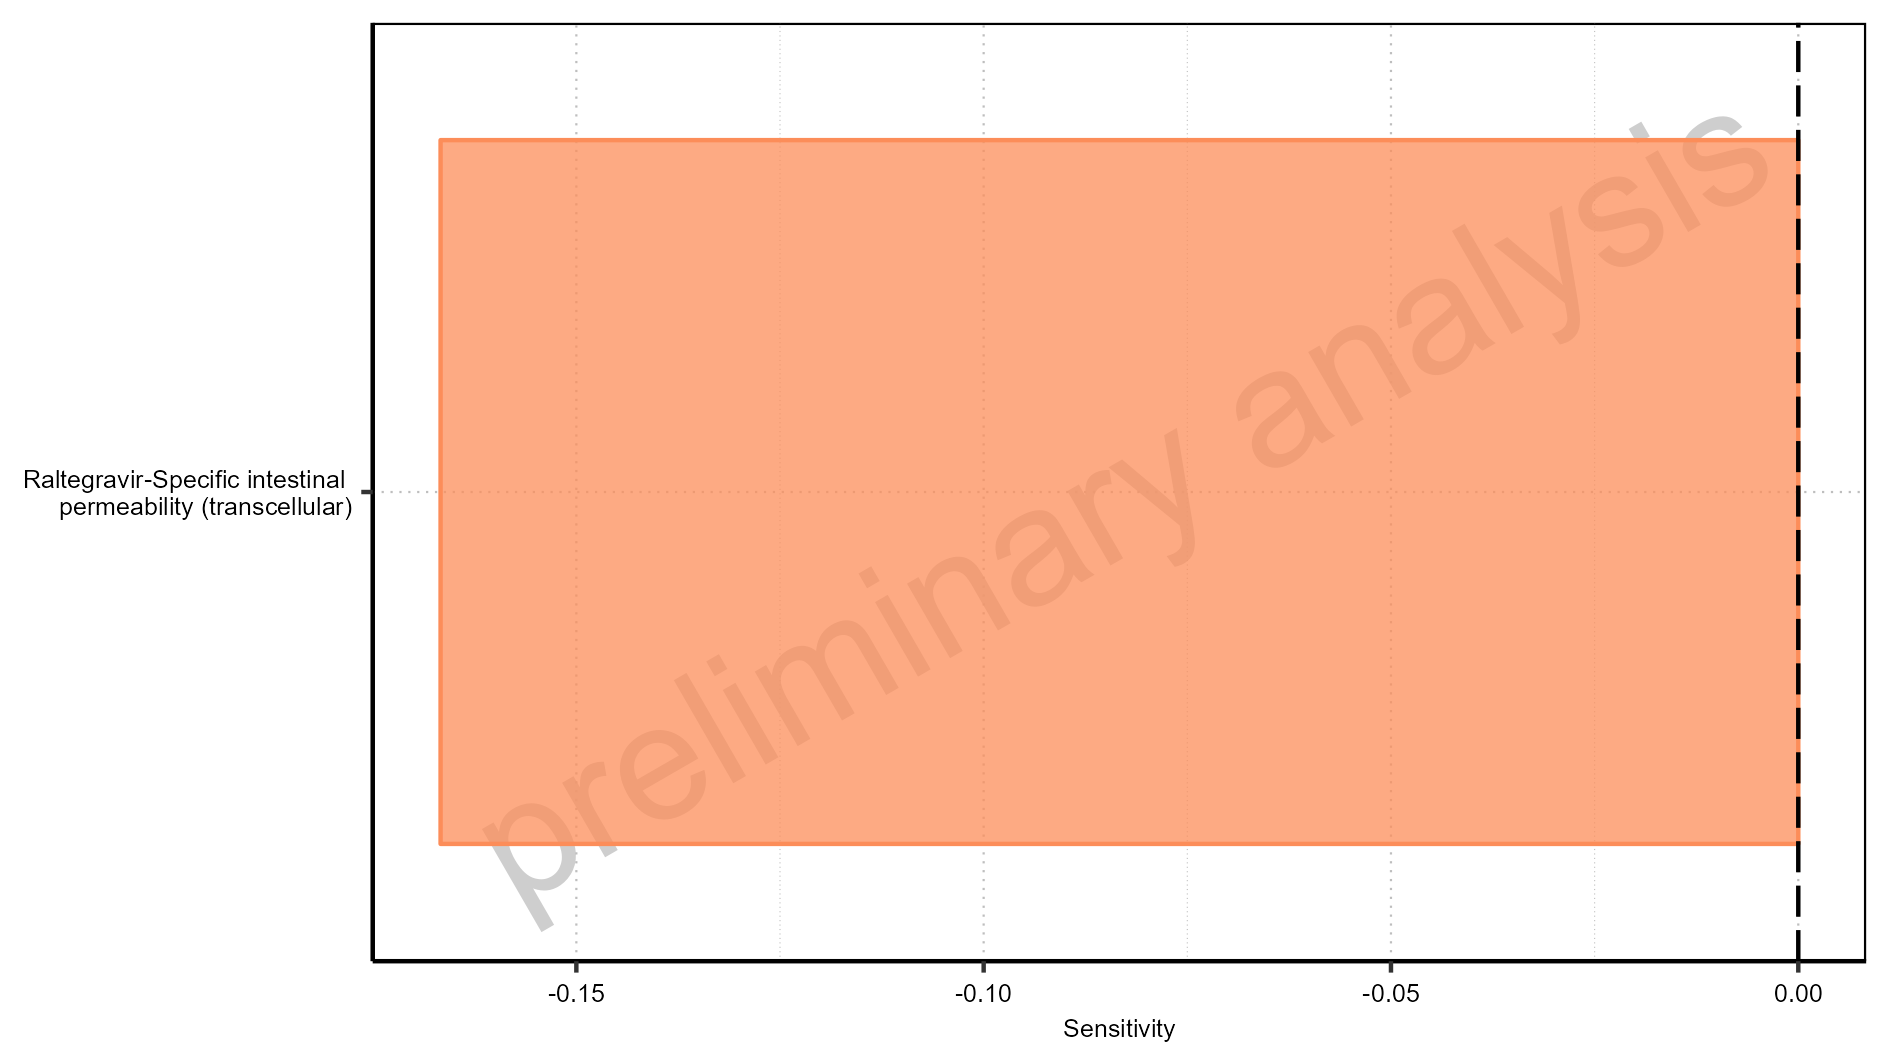 preliminary analysis
Raltegravir-Specific intestinal
permeability (transcellular)
-0.15
-0.10
-0.05
0.00
Sensitivity